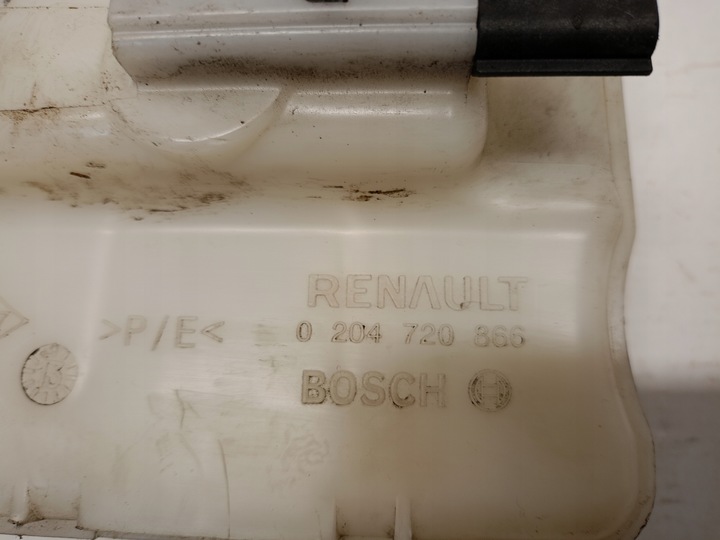 RENAULT
>P/E<
0 204 720 866
BOSCH